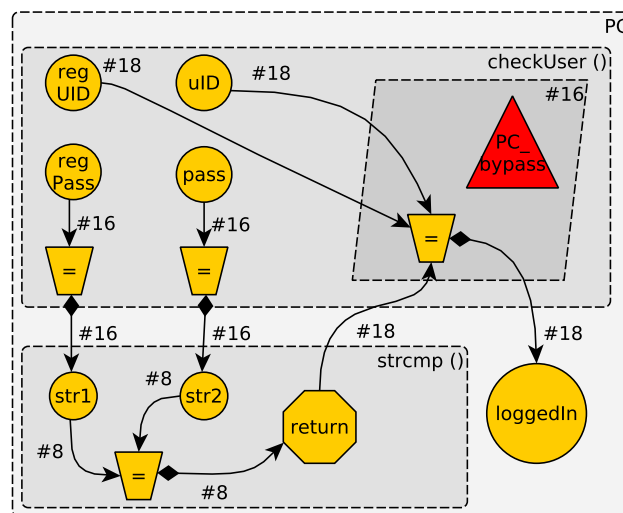 PC
checkUser ()
reg
UID
#18
uID
#18
#16
PC_
bypass
reg
Pass
pass
#16
#16
=
=
=
#16
#16
#18
#18
strcmp ()
str1
#8
str2
return
loggedIn
#8
=
#8